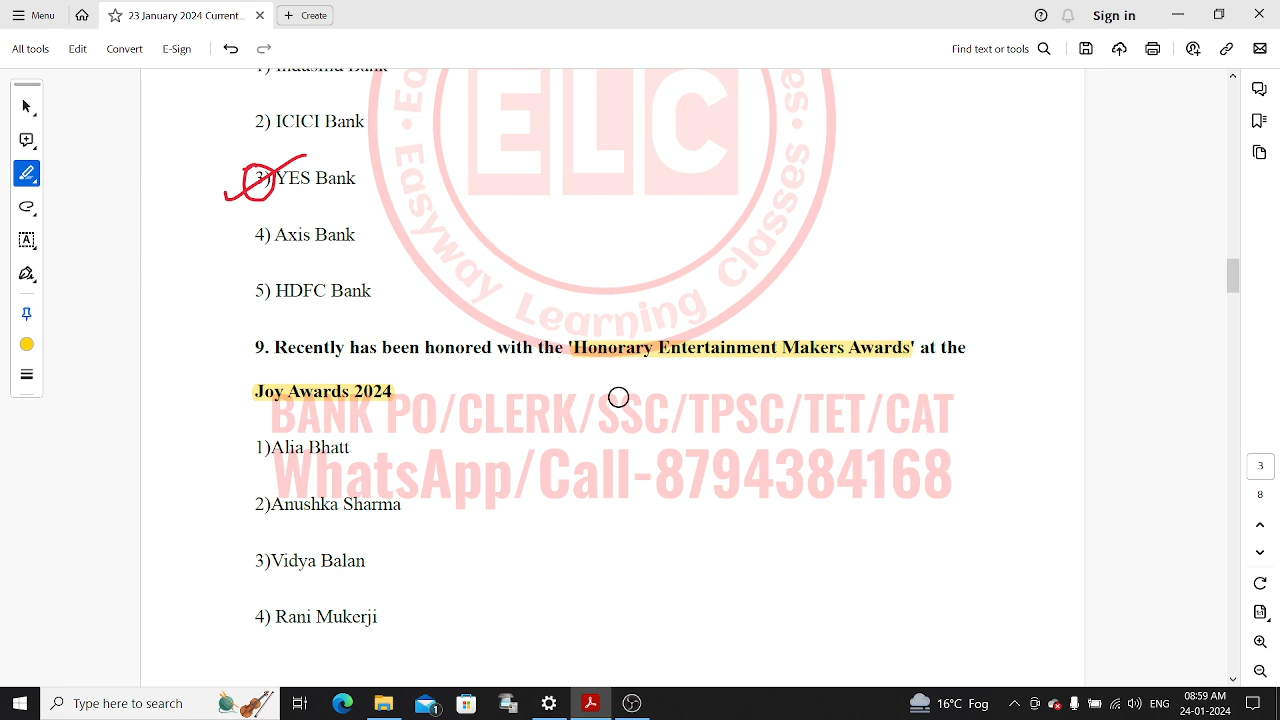 Menu
23 January 2024 Current...
Create
Sign in
All tools Edit Convert E-Sign
Find text or tools
2) ICICI Bank
3) YES Bank
4) Axis Bank
5) HDFC Bank
ELC
Easyway Learning Classes
9. Recently has been honored with the 'Honorary Entertainment Makers Awards' at the
Joy Awards 2024
BANK PO/CLERK/SSC/TPSC/TET/CAT
1)Alia Bhatt
WhatsApp/Call-8794384168
2)Anushka Sharma
3)Vidya Balan
4) Rani Mukerji
3
8
Type here to search
1
16°C Fog
ENG
08:59 AM
24-01-2024